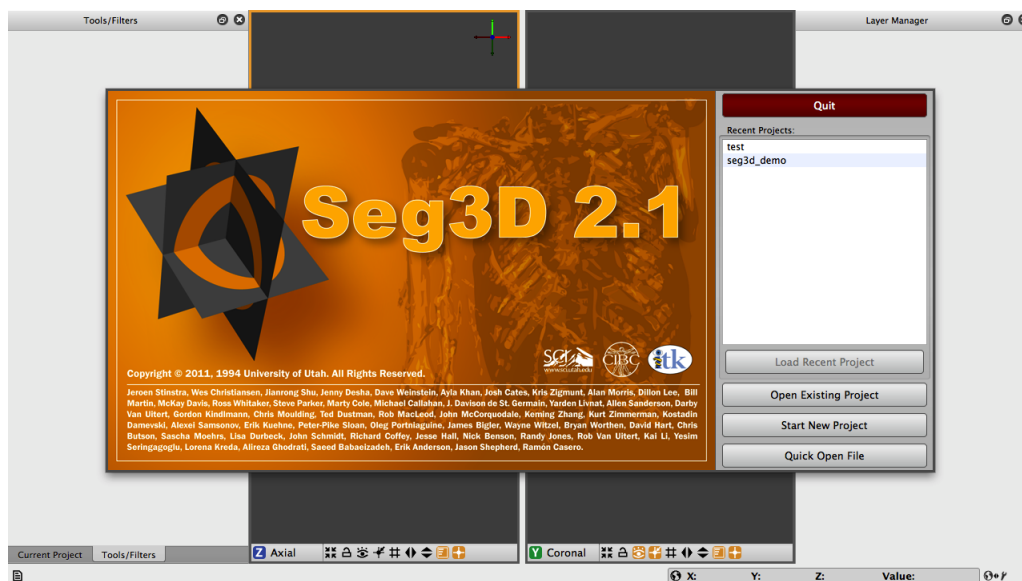 Tools/Filters
Layer Manager
Quit
Recent Projects:
test
seg3d_demo
Seg3D 2.1
SCI
www.sci.utah.edu
CIBC
itk
Load Recent Project
Open Existing Project
Start New Project
Quick Open File
Copyright © 2011, 1994 University of Utah. All Rights Reserved.
Jeroen Stinstra, Wes Christiansen, Jianrong Shu, Jenny Desha, Dave Weinstein, Ayla Khan, Josh Cates, Kris Zigmunt, Alan Morris, Dillon Lee, Bill
Martin, McKay Davis, Ross Whitaker, Steve Parker, Marty Cole, Michael Callahan, J. Davison de St. Germain, Yarden Livnat, Allen Sanderson, Darby
Van Uitert, Gordon Kindlmann, Chris Moulding, Ted Dustman, Rob MacLeod, John McCorquodale, Keming Zhang, Kurt Zimmerman, Kostadin
Damevski, Alexei Samsonov, Erik Kuehne, Peter-Pike Sloan, Oleg Portniaguine, James Bigler, Wayne Witzel, Bryan Worthen, David Hart, Chris
Butson, Sascha Moehrs, Lisa Durbeck, John Schmidt, Richard Coffey, Jesse Hall, Nick Benson, Randy Jones, Rob Van Uitert, Kai Li, Yesim
Seringagoglu, Lorena Kreda, Alireza Ghodrati, Saeed Babaeizadeh, Erik Anderson, Jason Shepherd, Ramón Casero.
Current Project
Tools/Filters
Z Axial
Y Coronal
X: Y: Z: Value: